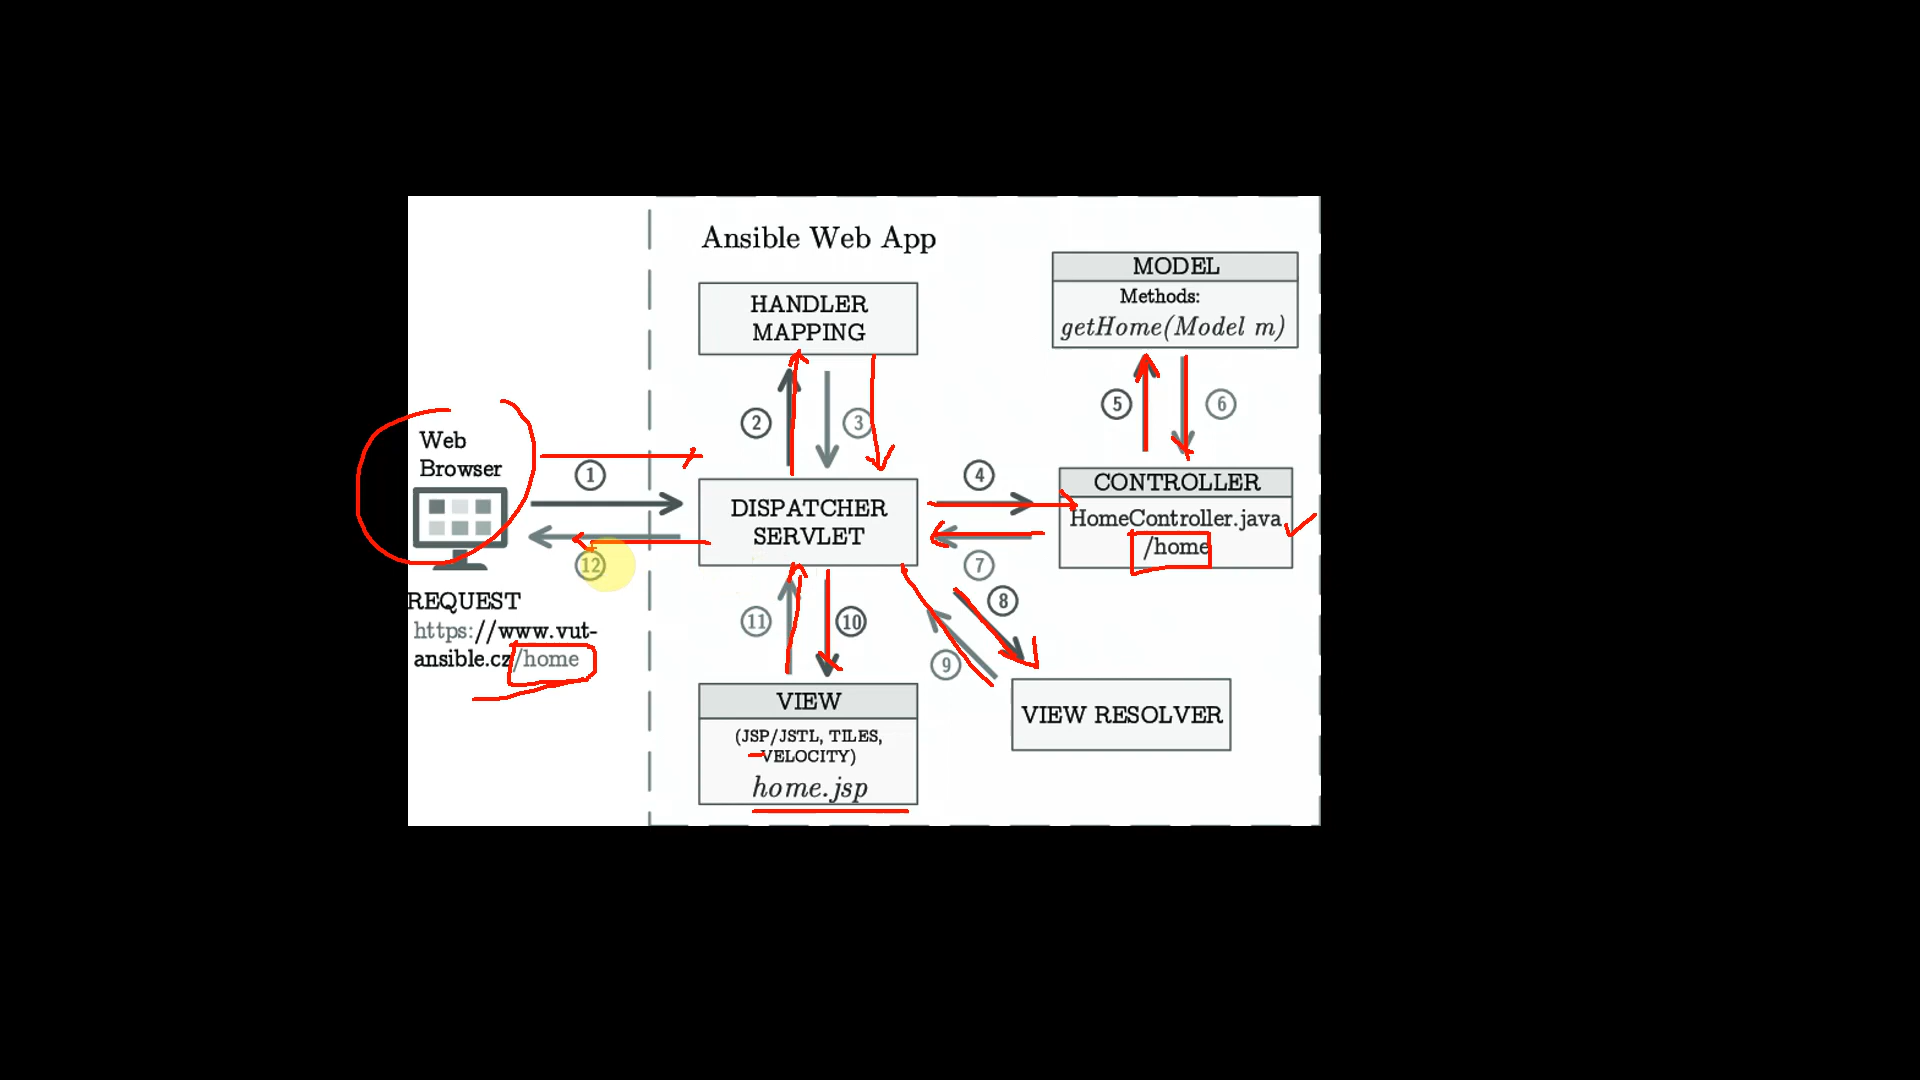 Ansible Web App
HANDLER
MAPPING
MODEL
Methods:
getHome(Model m)
2
3
5
6
Web
Browser
1
DISPATCHER
SERVLET
4
CONTROLLER
HomeController.java
/home
12
7
REQUEST
https://www.vut-
ansible.cz/home
11
10
8
9
VIEW
(JSP/JSTL, TILES,
VELOCITY)
home.jsp
VIEW RESOLVER